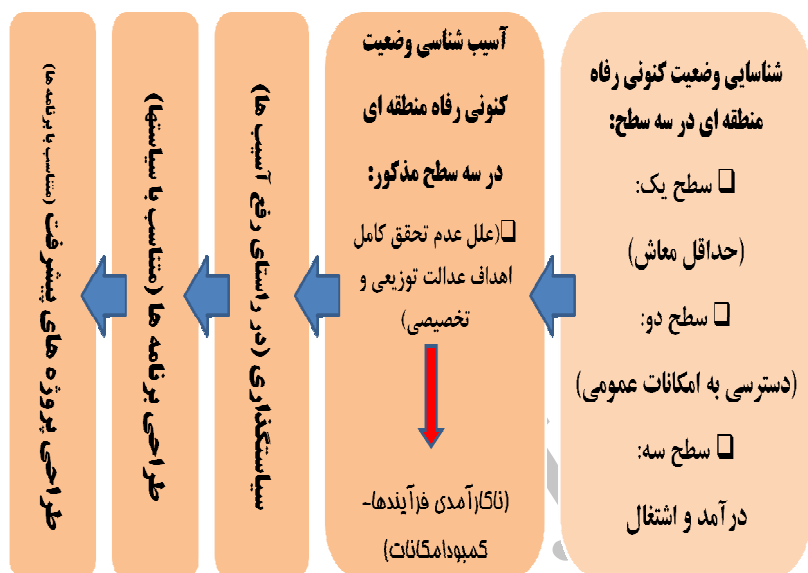 شناسایی وضعیت کنونی رفاه
منطقه ای در سه سطح:
❑ سطح یک:
(حداقل معاش)
❑ سطح دو:
(دسترسی به امکانات عمومی)
❑ سطح سه:
درآمد و اشتغال
آسیب شناسی وضعیت
کنونی رفاه منطقه ای
در سه سطح مذکور:
❑(علل عدم تحقق کامل
اهداف عدالت توزیعی و
تخصیصی)
(ناکارآمدی فرآیندها-
کمبودامکانات)
سیاستگذاری (در راستای رفع آسیب ها)
طراحی برنامه ها (متناسب با سیاستها)
طراحی پروژه های پیشرفت (متناسب با برنامه ها)